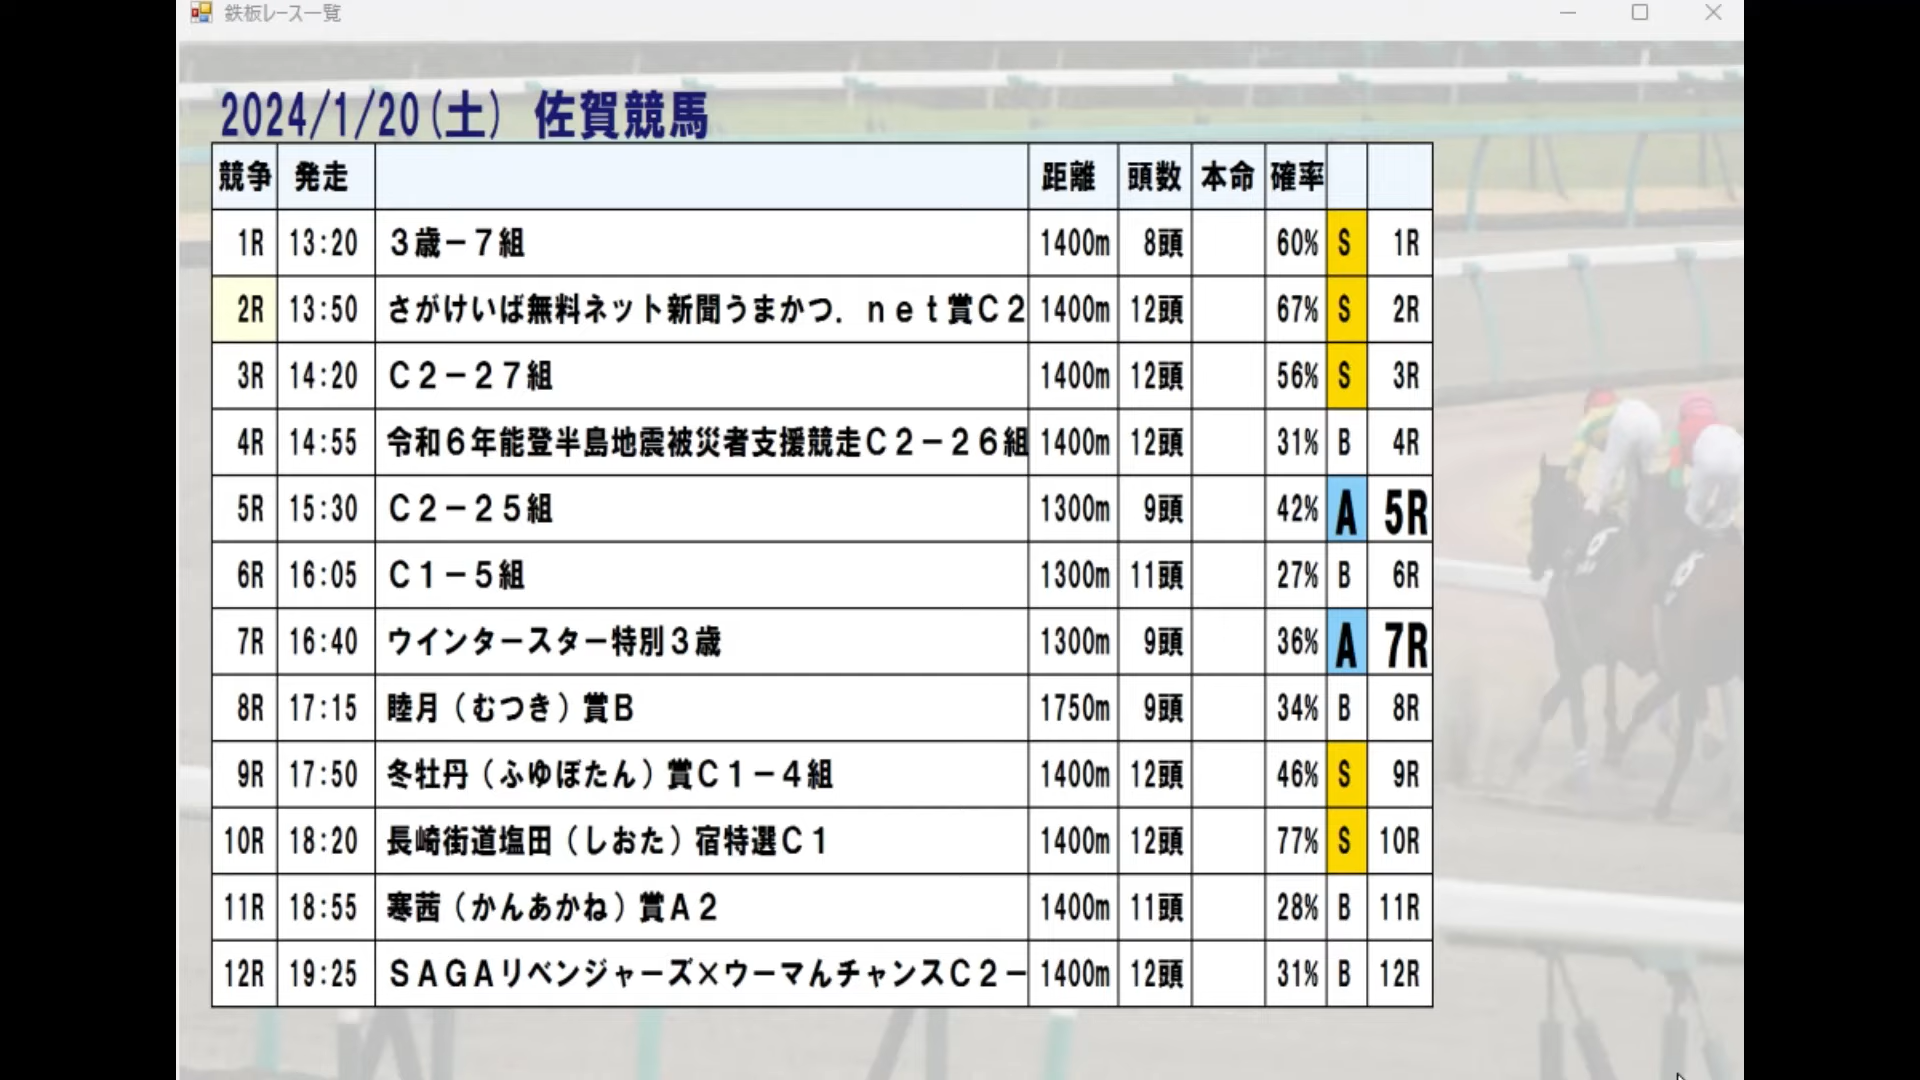 鉄板レース一覧
2024/1/20(土) 佐賀競馬
競争 発走 距離 頭数 本命 確率
1R 13:20 3歳-7組 1400m 8頭 60% S 1R
2R 13:50 さがけいば無料ネット新聞うまかつ.net賞C2 1400m 12頭 67% S 2R
3R 14:20 C2-27組 1400m 12頭 56% S 3R
4R 14:55 令和6年能登半島地震被災者支援競走C2-26組 1400m 12頭 31% B 4R
5R 15:30 C2-25組 1300m 9頭 42% A 5R
6R 16:05 C1-5組 1300m 11頭 27% B 6R
7R 16:40 ウインタースター特別3歳 1300m 9頭 36% A 7R
8R 17:15 睦月(むつき)賞B 1750m 9頭 34% B 8R
9R 17:50 冬牡丹(ふゆぼたん)賞C1-4組 1400m 12頭 46% S 9R
10R 18:20 長崎街道塩田(しおた)宿特選C1 1400m 12頭 77% S 10R
11R 18:55 寒茜(かんあかね)賞A2 1400m 11頭 28% B 11R
12R 19:25 SAGAリベンジャーズ×ウーマんチャンスC2- 1400m 12頭 31% B 12R